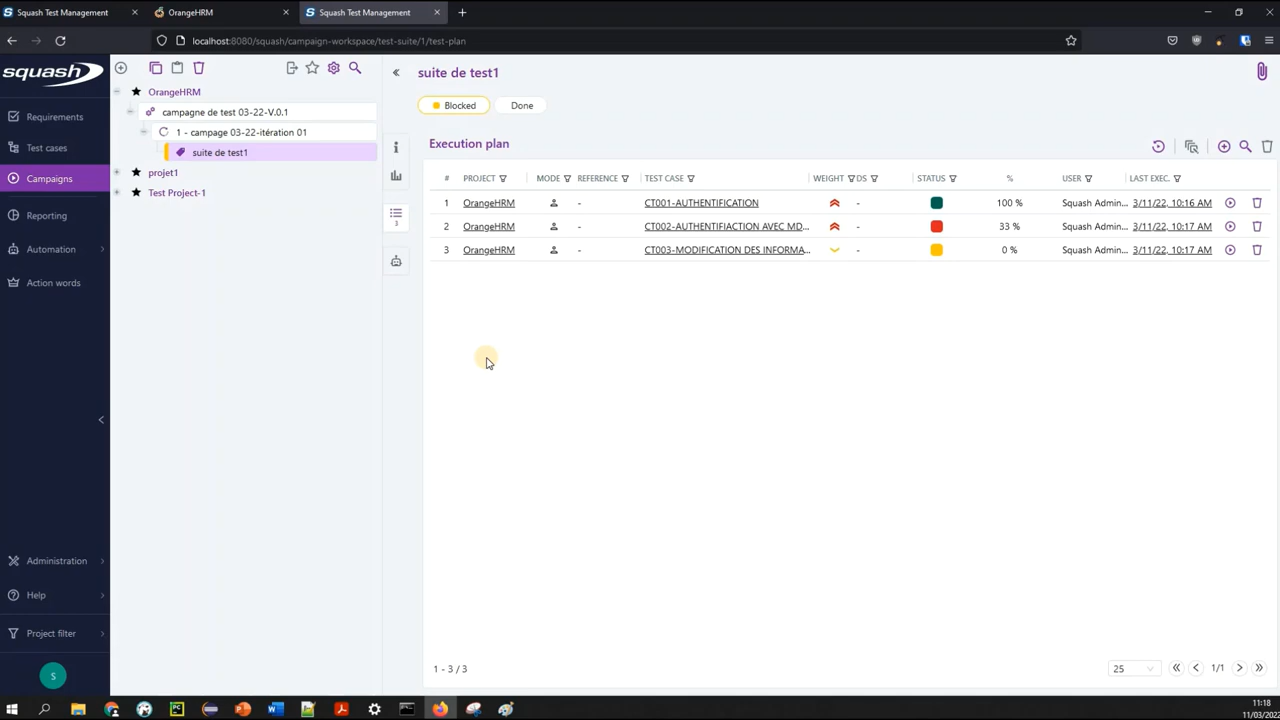 Squash Test Management
OrangeHRM
Squash Test Management
localhost:8080/squash/campaign-workspace/test-suite/1/test-plan
squash
Requirements
Test cases
Campaigns
Reporting
Automation
Action words
Administration
Help
Project filter
S
OrangeHRM
campagne de test 03-22-V.0.1
1 - campage 03-22-itération 01
suite de test1
projet1
Test Project-1
suite de test1
Blocked
Done
3
Execution plan
# PROJECT MODE REFERENCE TEST CASE WEIGHT DS STATUS % USER LAST EXEC.
1 OrangeHRM - CT001-AUTHENTIFICATION - 100 % Squash Admin... 3/11/22, 10:16 AM
2 OrangeHRM - CT002-AUTHENTIFIACTION AVEC MD... - 33 % Squash Admin... 3/11/22, 10:17 AM
3 OrangeHRM - CT003-MODIFICATION DES INFORMA... - 0 % Squash Admin... 3/11/22, 10:17 AM
1 - 3 / 3
25
1/1
11:18
11/03/2022